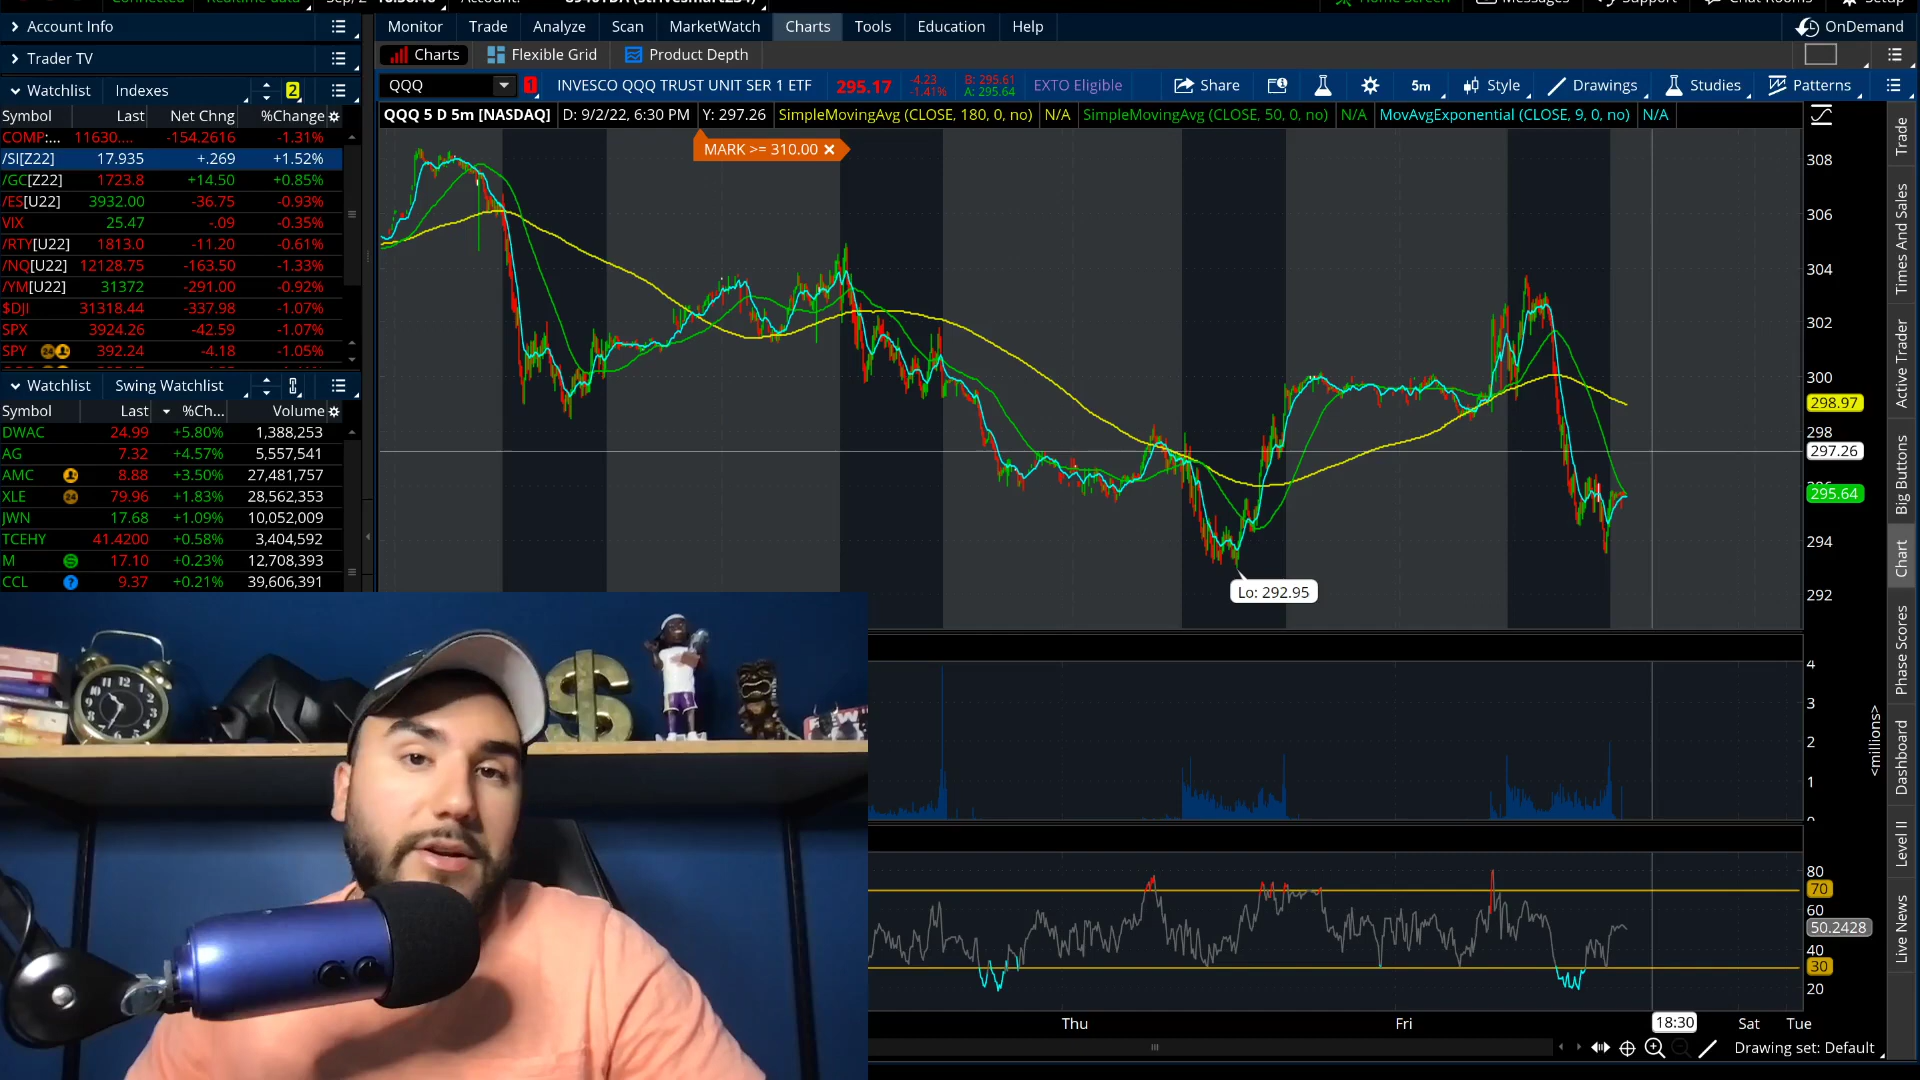 Account Info
Trader TV
Watchlist Indexes 2
Symbol Last Net Chng %Change
COMP:... 11630.... -154.2616 -1.31%
/SI[Z22] 17.935 +.269 +1.52%
/GC[Z22] 1723.8 +14.50 +0.85%
/ES[U22] 3932.00 -36.75 -0.93%
VIX 25.47 -.09 -0.35%
/RTY[U22] 1813.0 -11.20 -0.61%
/NQ[U22] 12128.75 -163.50 -1.33%
/YM[U22] 31372 -291.00 -0.92%
$DJI 31318.44 -337.98 -1.07%
SPX 3924.26 -42.59 -1.07%
SPY 24 392.24 -4.18 -1.05%
Watchlist Swing Watchlist
Symbol Last %Ch... Volume
DWAC 24.99 +5.80% 1,388,253
AG 7.32 +4.57% 5,557,541
AMC 8.88 +3.50% 27,481,757
XLE 24 79.96 +1.83% 28,562,353
JWN 17.68 +1.09% 10,052,009
TCEHY 41.4200 +0.58% 3,404,592
M 17.10 +0.23% 12,708,393
CCL ? 9.37 +0.21% 39,606,391
Monitor Trade Analyze Scan MarketWatch Charts Tools Education Help OnDemand
Charts Flexible Grid Product Depth
QQQ 1 INVESCO QQQ TRUST UNIT SER 1 ETF 295.17 -4.23 -1.41% B: 295.61 A: 295.64 EXTO Eligible Share 5m Style Drawings Studies Patterns
QQQ 5 D 5m [NASDAQ] D: 9/2/22, 6:30 PM Y: 297.26 SimpleMovingAvg (CLOSE, 180, 0, no) N/A SimpleMovingAvg (CLOSE, 50, 0, no) N/A MovAvgExponential (CLOSE, 9, 0, no) N/A
MARK >= 310.00
308
306
304
302
300
298.97
298
297.26
295.64
294
292
Lo: 292.95
4
3
2
1
<millions>
80
70
60
50.2428
40
30
20
Thu Fri 18:30 Sat Tue
Drawing set: Default
Trade
Times And Sales
Active Trader
Big Buttons
Chart
Phase Scores
Dashboard
Level II
Live News
$